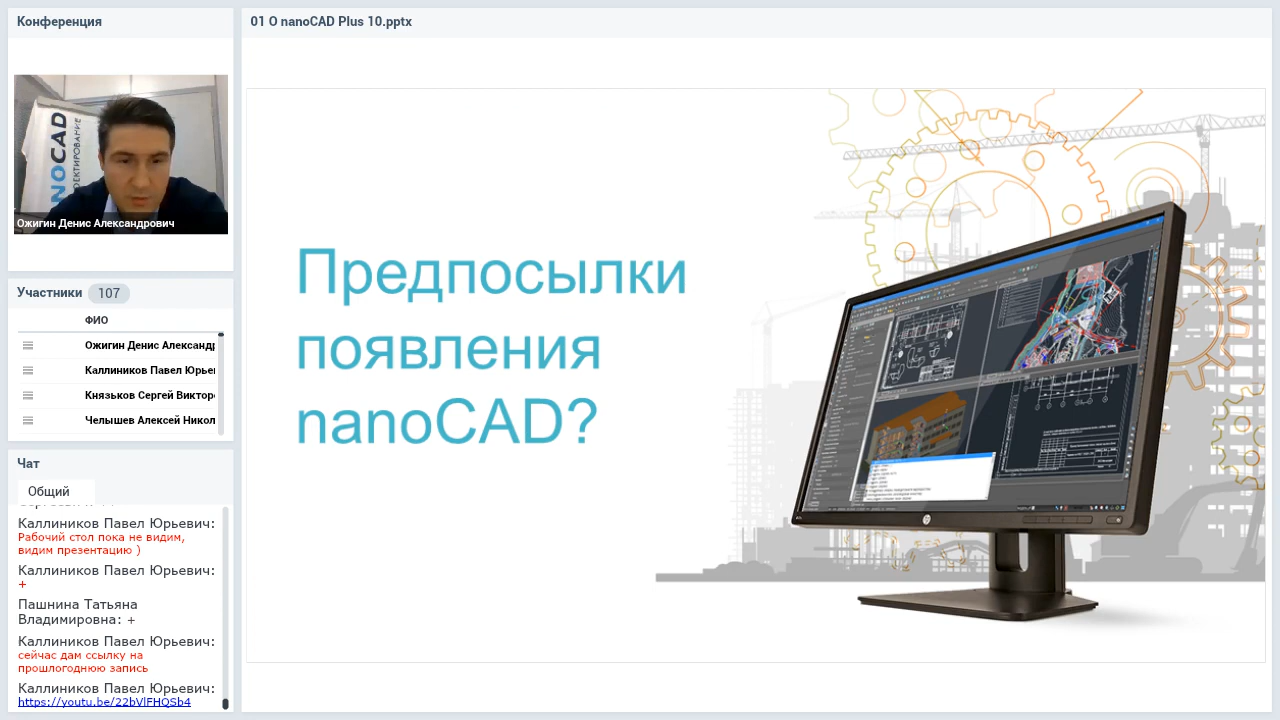 Конференция
NOCAD
Ожигин Денис Александрович
Участники 107
ФИО
Ожигин Денис Александр
Каллиников Павел Юрье
Князьков Сергей Виктор
Челышев Алексей Никол
Чат
Общий
Каллиников Павел Юрьевич:
Рабочий стол пока не видим,
видим презентацию )
Каллиников Павел Юрьевич:
+
Пашнина Татьяна
Владимировна: +
Каллиников Павел Юрьевич:
сейчас дам ссылку на
прошлогоднюю запись
Каллиников Павел Юрьевич:
https://youtu.be/22bVlFHQSb4
01 О nanoCAD Plus 10.pptx
Предпосылки
появления
nanoCAD?
hp